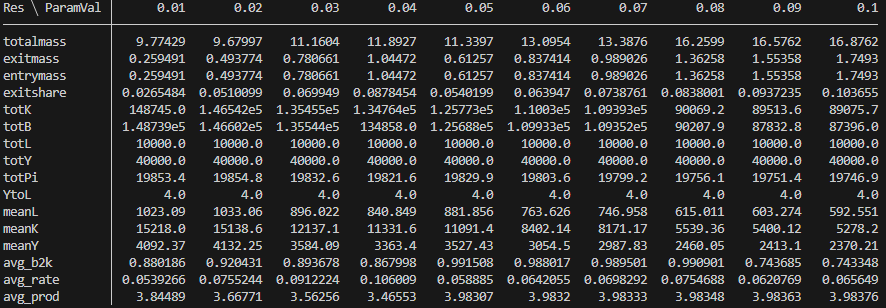 Res \ ParamVal 0.01 0.02 0.03 0.04 0.05 0.06 0.07 0.08 0.09 0.1
totalmass 9.77429 9.67997 11.1604 11.8927 11.3397 13.0954 13.3876 16.2599 16.5762 16.8762
exitmass 0.259491 0.493774 0.780661 1.04472 0.61257 0.837414 0.989026 1.36258 1.55358 1.7493
entrymass 0.259491 0.493774 0.780661 1.04472 0.61257 0.837414 0.989026 1.36258 1.55358 1.7493
exitshare 0.0265484 0.0510099 0.069949 0.0878454 0.0540199 0.063947 0.0738761 0.0838001 0.0937235 0.103655
totK 148745.0 1.46542e5 1.35455e5 1.34764e5 1.25773e5 1.1003e5 1.09393e5 90069.2 89513.6 89075.7
totB 1.48739e5 1.46602e5 1.35544e5 134858.0 1.25688e5 1.09933e5 1.09352e5 90207.9 87832.8 87396.0
totL 10000.0 10000.0 10000.0 10000.0 10000.0 10000.0 10000.0 10000.0 10000.0 10000.0
totY 40000.0 40000.0 40000.0 40000.0 40000.0 40000.0 40000.0 40000.0 40000.0 40000.0
totPi 19853.4 19854.8 19832.6 19821.6 19829.9 19803.6 19799.2 19756.1 19751.4 19746.9
YtoL 4.0 4.0 4.0 4.0 4.0 4.0 4.0 4.0 4.0 4.0
meanL 1023.09 1033.06 896.022 840.849 881.856 763.626 746.958 615.011 603.274 592.551
meanK 15218.0 15138.6 12137.1 11331.6 11091.4 8402.14 8171.17 5539.36 5400.12 5278.2
meanY 4092.37 4132.25 3584.09 3363.4 3527.43 3054.5 2987.83 2460.05 2413.1 2370.21
avg_b2k 0.880186 0.920431 0.893678 0.867998 0.991508 0.988017 0.989501 0.990901 0.743685 0.743348
avg_rate 0.0539266 0.0755244 0.0912224 0.106009 0.058885 0.0642055 0.0698292 0.0754688 0.0620769 0.065649
avg_prod 3.84489 3.66771 3.56256 3.46553 3.98307 3.9832 3.98333 3.98348 3.98363 3.98376